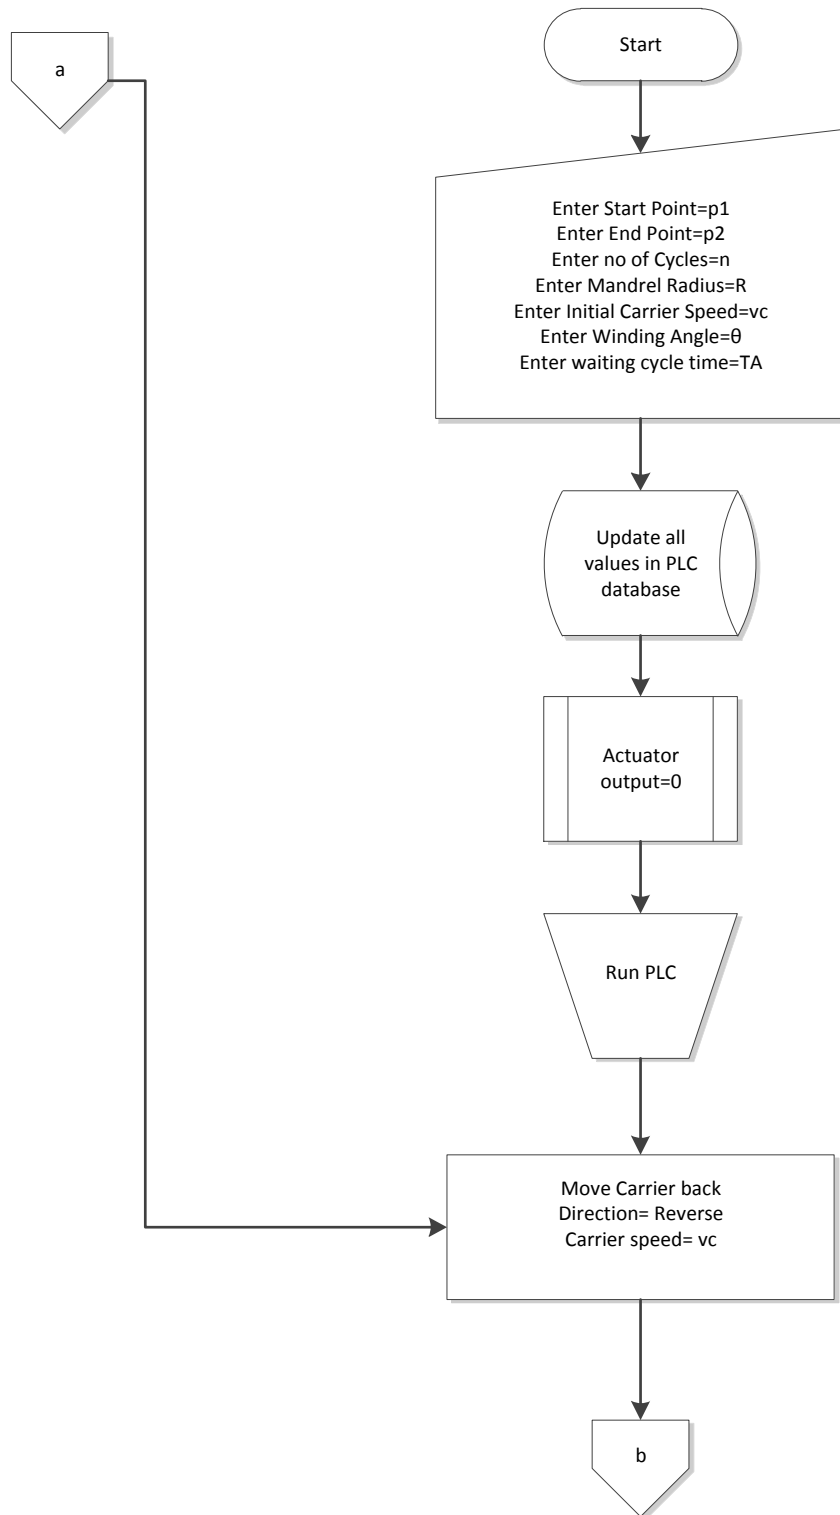 a
Start
Enter Start Point=p1
Enter End Point=p2
Enter no of Cycles=n
Enter Mandrel Radius=R
Enter Initial Carrier Speed=vc
Enter Winding Angle=θ
Enter waiting cycle time=TA
Update all
values in PLC
database
Actuator
output=0
Run PLC
Move Carrier back
Direction= Reverse
Carrier speed= vc
b